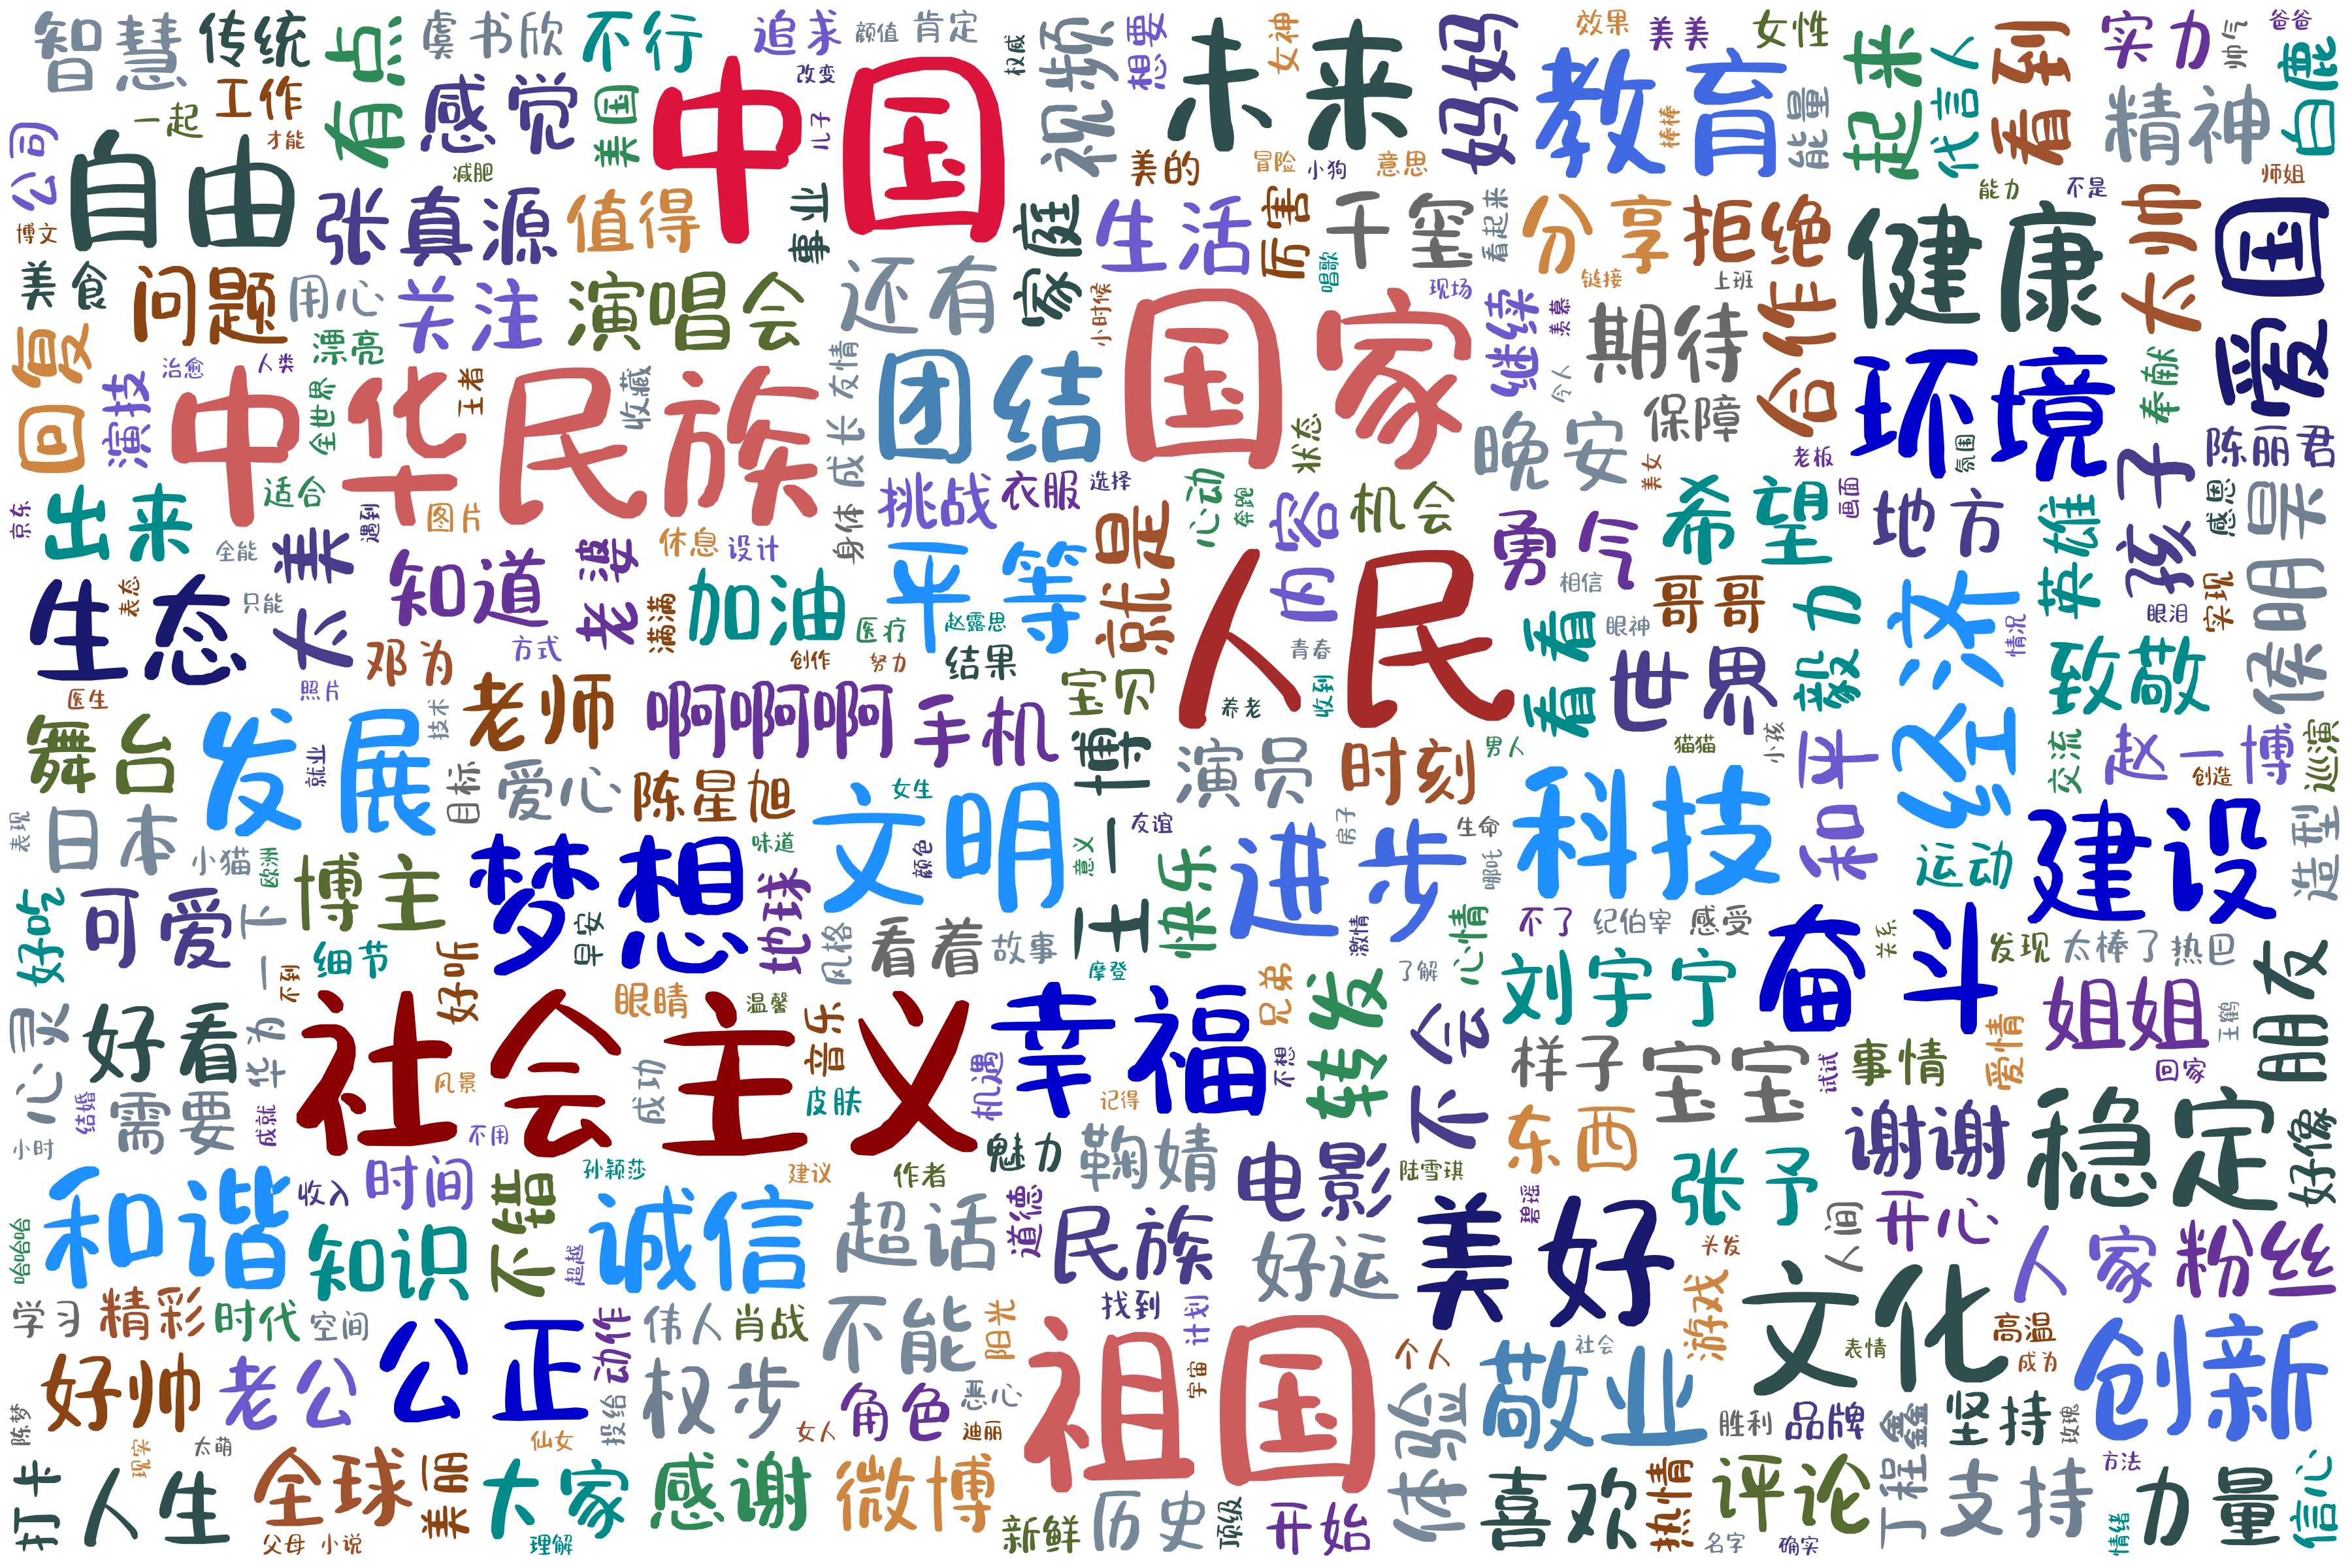 智慧
传统
有点
虞书欣
不行
追求
颜值
肯定
权威
视频
想要
女神
未来
妈妈
效果
美美
女性
起来
代言人
看到
实力
帅气
爸爸
白鹿
公司
一起
工作
才能
感觉
美国
中国
改变
儿子
教育
棒棒
能量
精神
自由
减肥
美的
冒险
小狗
意思
能力
不是
师姐
博文
张真源
值得
事业
家庭
生活
厉害
干窑
看起来
分享
拒绝
健康
太帅
爱国
美食
问题
用心
关注
演唱会
还有
小时候
唱歌
现场
链接
上班
继续
羡慕
期待
合作
回复
漂亮
治愈
人类
演技
全世界
中华民族
王者
收藏
友情
成长
团结
国家
令人
保障
环境
奉献
晚安
状态
老板
氛围
孩子
陈丽君
京东
出来
适合
图片
遇到
全能
太美
身体
挑战
衣服
选择
心动
奔跑
就是
内容
机会
美女
勇气
希望
画面
地方
英雄
感恩
侯明昊
生态
表态
只能
知道
老婆
休息
设计
满满
加油
平等
医疗
赵露思
人民
相信
哥哥
毅力
经济
眼泪
实现
医生
照片
邓为
方式
创作
努力
结果
青春
看看
眼神
世界
情况
致敬
舞台
发展
技术
老师
啊啊啊
手机
宝贝
养老
收到
男人
猫猫
小孩
和平
交流
赵一博
创造
巡演
就业
目标
爱心
陈星旭
女生
王一博
演员
时刻
科技
表现
日本
小猫
欧洲
博主
梦想
味道
文明
颜色
意义
友谊
快乐
进步
房子
生命
哪吒
运动
建设
造型
好吃
可爱
一下
不到
细节
好听
早安
地球
风格
看着
故事
摩登
激情
心情
了解
不了
纪伯宰
感受
奋斗
关系
发现
太棒了
热巴
朋友
心灵
好看
华为
社会主义
眼睛
温馨
音乐
幸福
兄弟
转发
不会
刘宇宁
姐姐
王鹤
小时
结婚
需要
成就
风景
成功
皮肤
机遇
记得
不想
样子
宝宝
试试
事情
爱情
回家
不用
和谐
收入
时间
不错
孙颖莎
建议
作者
魅力
鞠婧
电影
陆雪琪
东西
张予
谢谢
稳定
好像
哈哈哈
知识
超越
诚信
超话
道德
民族
好运
碧瑶
美好
头发
人间
开心
人家
粉丝
学习
精彩
时代
空间
动作
伟人
肖战
不能
阳光
找到
计划
游戏
文化
高温
表情
成为
创新
陈梦
好帅
老公
公正
投给
权步
角色
恶心
迪丽
祖国
宇宙
个人
体验
敬业
社会
胜利
品牌
丁程鑫
坚持
玫瑰
打卡
现实
太萌
人生
全球
美丽
仙女
大家
感谢
女人
微博
新鲜
历史
顶级
开始
喜欢
热情
评论
支持
方法
力量
信心
父母
小说
理解
名字
确实
情绪